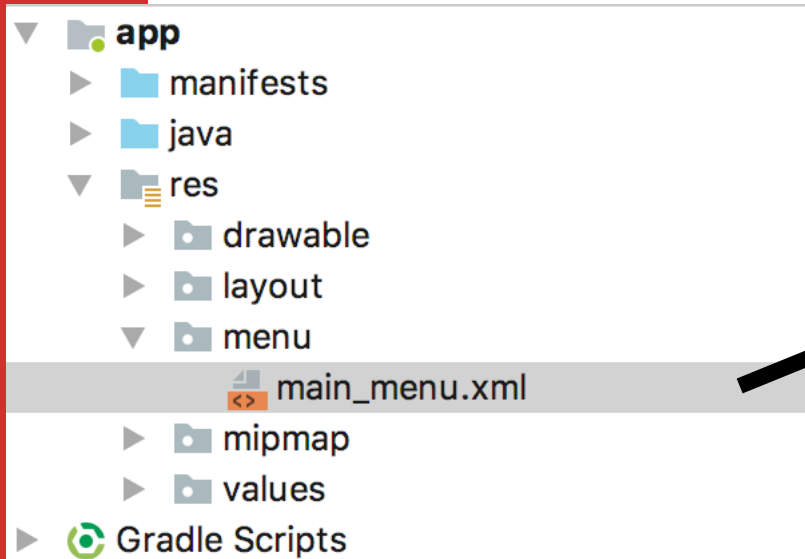 app
manifests
java
res
drawable
layout
menu
main_menu.xml
mipmap
values
Gradle Scripts